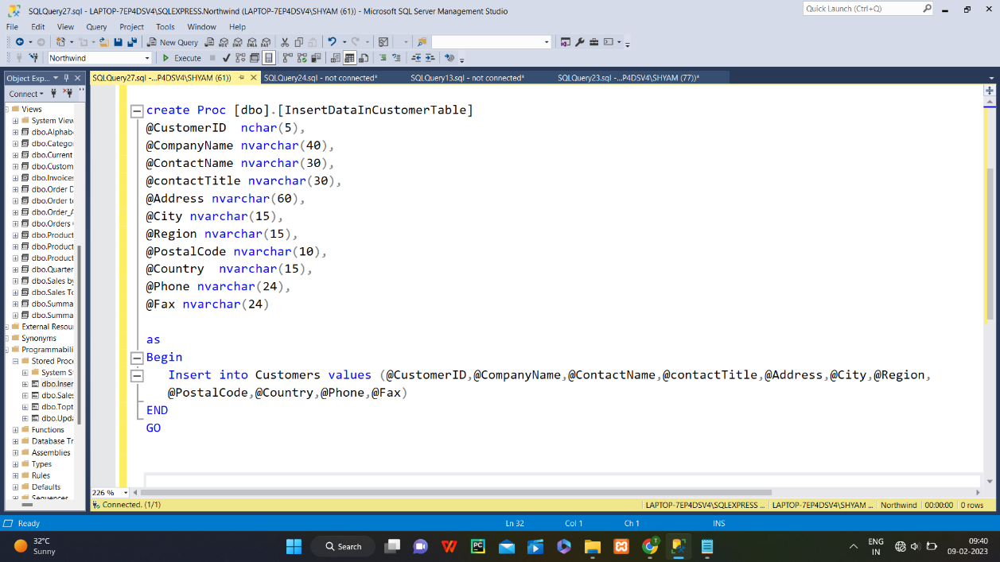 SQLQuery27.sql - LAPTOP-7EP4DSV4\SQLEXPRESS.Northwind (LAPTOP-7EP4DSV4\SHYAM (61)) - Microsoft SQL Server Management Studio
Quick Launch (Ctrl+Q)
File Edit View Query Project Tools Window Help
New Query
Northwind Execute
Object Exp... SQLQuery27.sql -...P4DSV4\SHYAM (61)) SQLQuery24.sql - not connected* SQLQuery13.sql - not connected* SQLQuery23.sql -...P4DSV4\SHYAM (77))*
Connect
Views
System View
dbo.Alphab
dbo.Catego
dbo.Current
dbo.Custom
dbo.Invoices
dbo.Order D
dbo.Order te
dbo.Order_A
dbo.Orders
dbo.Product
dbo.Product
dbo.Product
dbo.Quarter
dbo.Sales by
dbo.Sales To
dbo.Summa
dbo.Summa
External Resou
Synonyms
Programmabili
Stored Proc
System S
dbo.Inser
dbo.Sales
dbo.Topt
dbo.Upda
Functions
Database Tr
Assemblies
Types
Rules
Defaults
Sequences
create Proc [dbo].[InsertDataInCustomerTable]
@CustomerID  nchar(5),
@CompanyName nvarchar(40),
@ContactName nvarchar(30),
@contactTitle nvarchar(30),
@Address nvarchar(60),
@City nvarchar(15),
@Region nvarchar(15),
@PostalCode nvarchar(10),
@Country  nvarchar(15),
@Phone nvarchar(24),
@Fax nvarchar(24)
as
Begin
Insert into Customers values (@CustomerID,@CompanyName,@ContactName,@contactTitle,@Address,@City,@Region,
@PostalCode,@Country,@Phone,@Fax)
END
GO
226 %
Connected. (1/1) LAPTOP-7EP4DSV4\SQLEXPRESS ... LAPTOP-7EP4DSV4\SHYAM ... Northwind 00:00:00 0 rows
Ready Ln 32 Col 1 Ch 1 INS
32°C
Sunny
Search
ENG
IN
09:40
09-02-2023